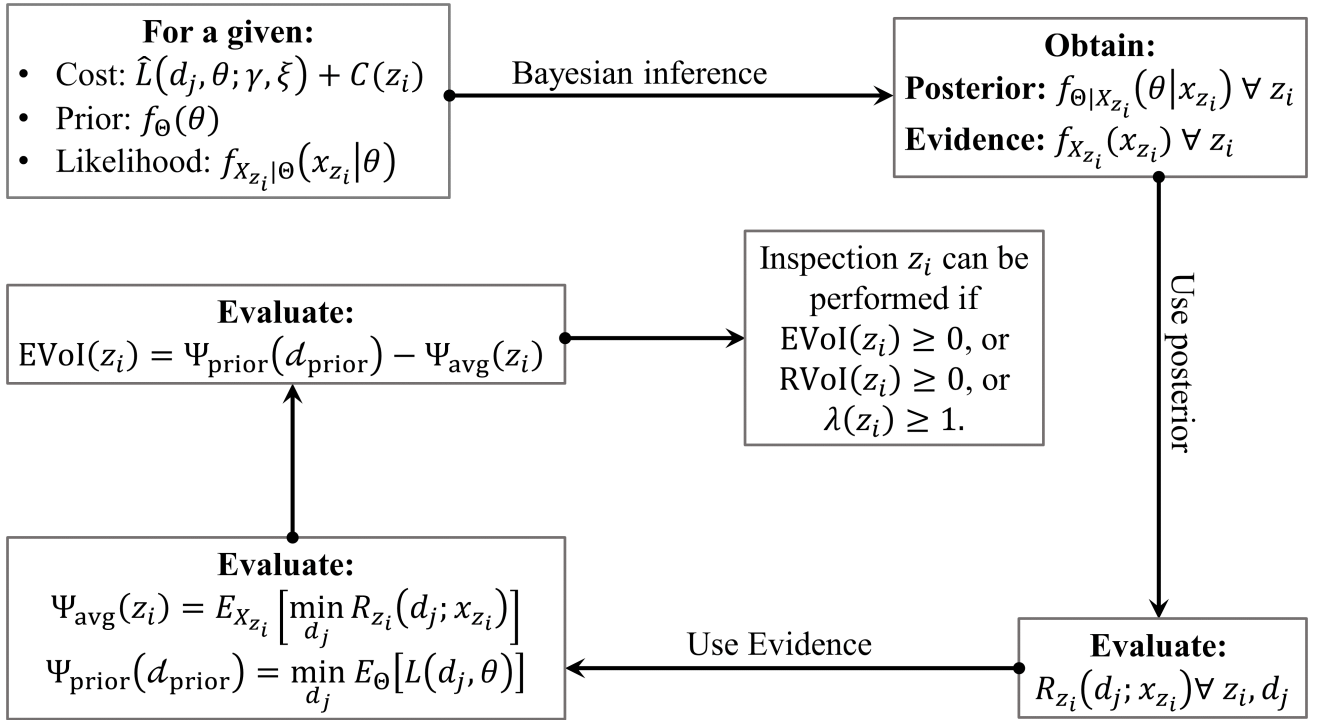 For a given:
• Cost: L̂(d_j, θ; γ, ξ) + C(z_i)
• Prior: f_Θ(θ)
• Likelihood: f_{X_{z_i}|Θ}(x_{z_i}|θ)
Bayesian inference
Obtain:
Posterior: f_{Θ|X_{z_i}}(θ|x_{z_i}) ∀ z_i
Evidence: f_{X_{z_i}}(x_{z_i}) ∀ z_i
Use posterior
Evaluate:
R_{z_i}(d_j; x_{z_i})∀ z_i, d_j
Use Evidence
Evaluate:
Ψ_avg(z_i) = E_{X_{z_i}}[min_{d_j} R_{z_i}(d_j; x_{z_i})]
Ψ_prior(d_prior) = min_{d_j} E_Θ[L(d_j, θ)]
Evaluate:
EVoI(z_i) = Ψ_prior(d_prior) − Ψ_avg(z_i)
Inspection z_i can be
performed if
EVoI(z_i) ≥ 0, or
RVoI(z_i) ≥ 0, or
λ(z_i) ≥ 1.